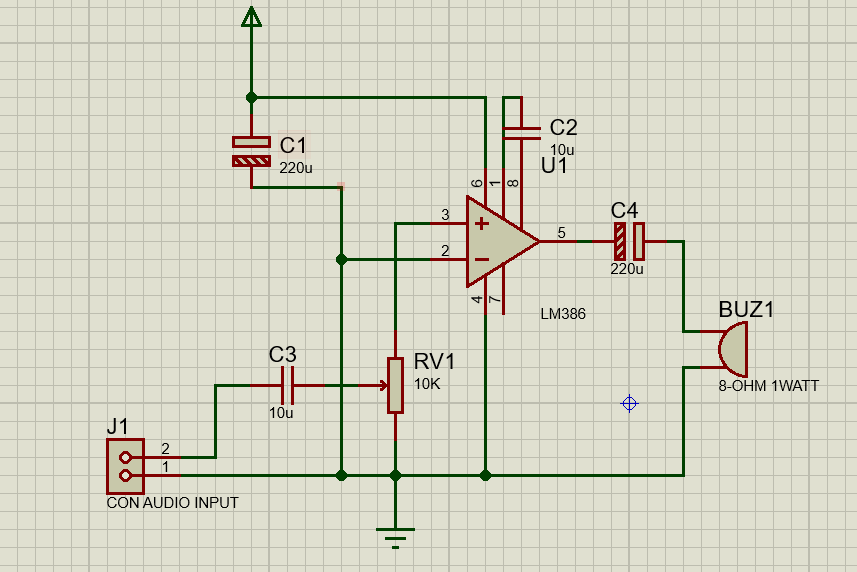 C1
220u
C2
10u
U1
6
1
8
3
2
5
4
7
LM386
C4
220u
BUZ1
8-OHM 1WATT
C3
10u
RV1
10K
J1
2
1
CON AUDIO INPUT